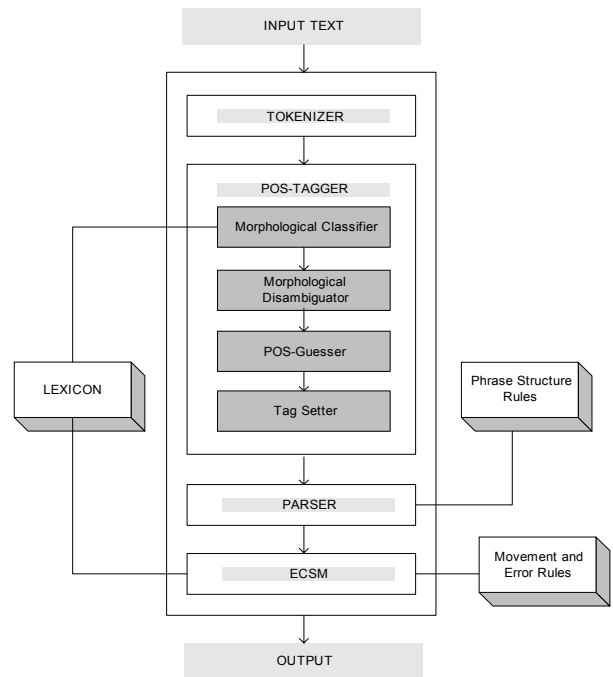 INPUT TEXT
TOKENIZER
POS-TAGGER
Morphological Classifier
Morphological
Disambiguator
POS-Guesser
Tag Setter
LEXICON
Phrase Structure
Rules
PARSER
ECSM
Movement and
Error Rules
OUTPUT